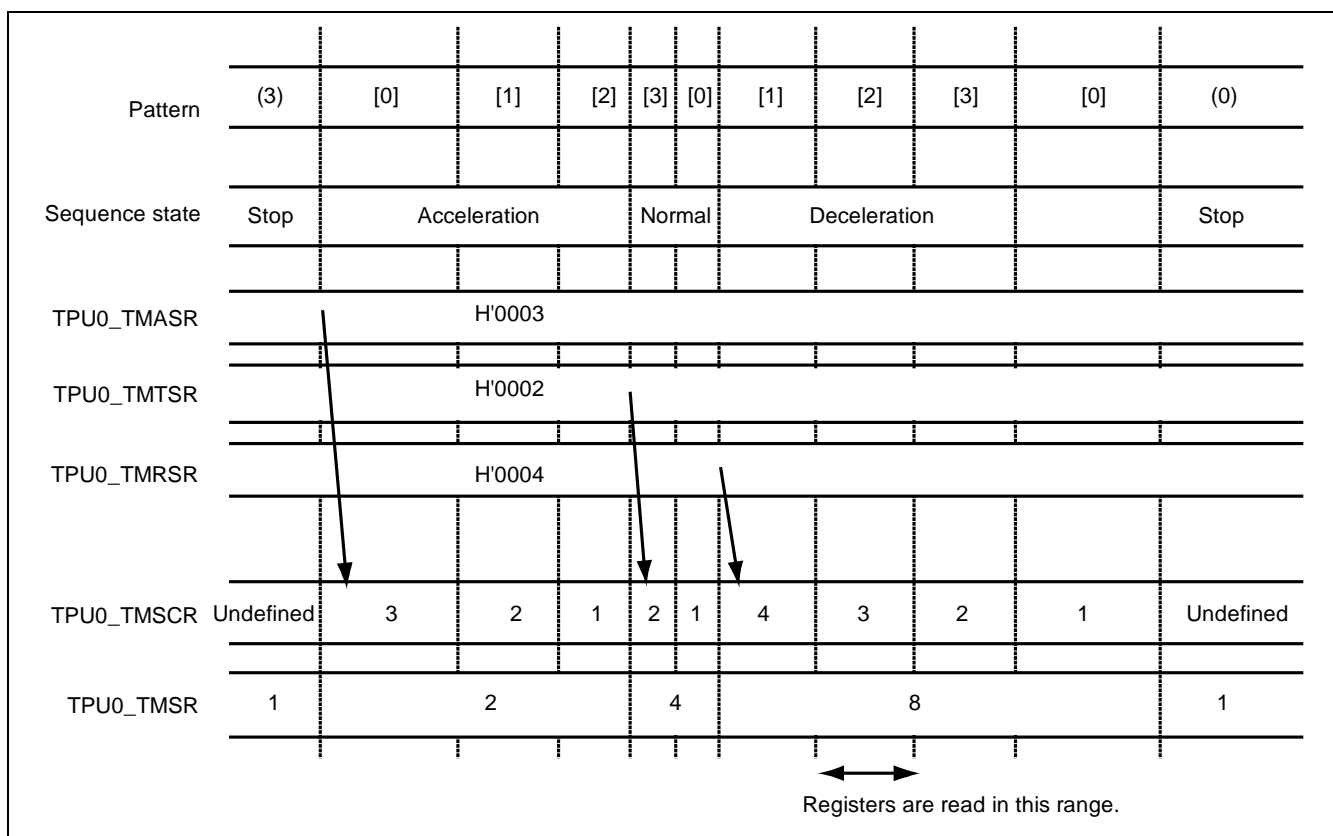 Pattern (3) [0] [1] [2] [3] [0] [1] [2] [3] [0] (0)
Sequence state Stop Acceleration Normal Deceleration Stop
TPU0_TMASR H'0003
TPU0_TMTSR H'0002
TPU0_TMRSR H'0004
TPU0_TMSCR Undefined 3 2 1 2 1 4 3 2 1 Undefined
TPU0_TMSR 1 2 4 8 1
Registers are read in this range.